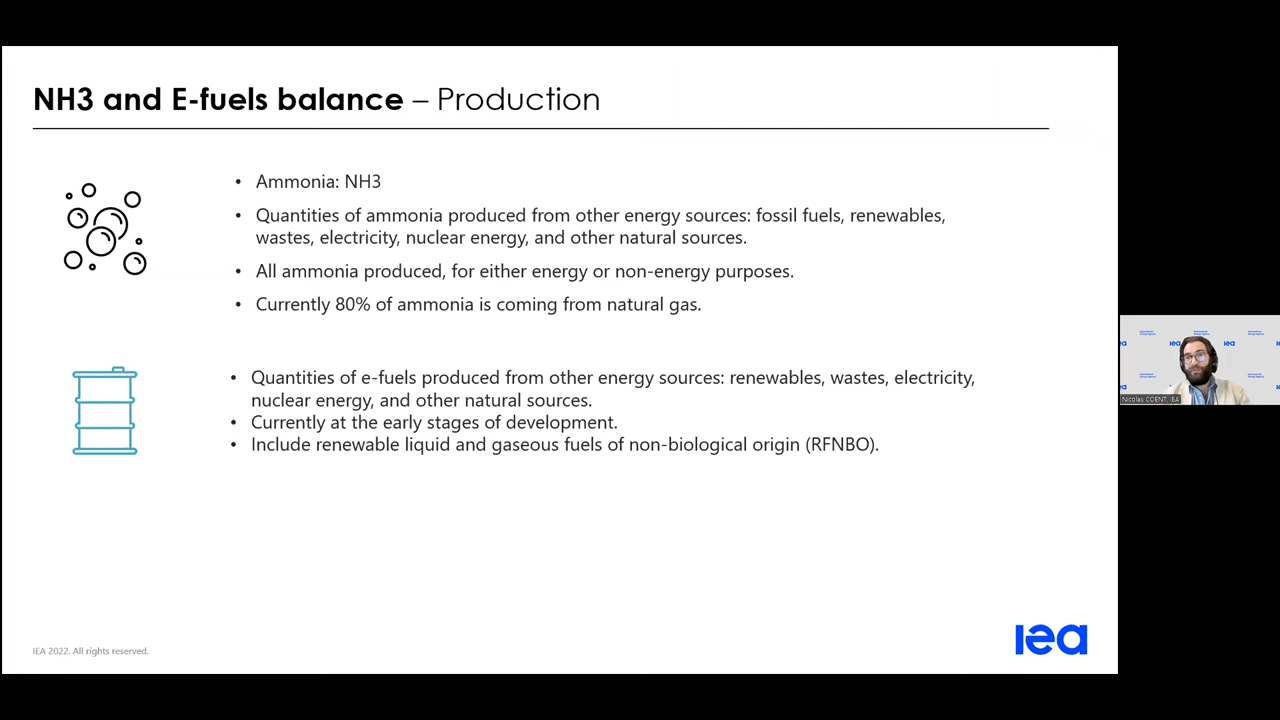 NH3 and E-fuels balance – Production
• Ammonia: NH3
• Quantities of ammonia produced from other energy sources: fossil fuels, renewables,
wastes, electricity, nuclear energy, and other natural sources.
• All ammonia produced, for either energy or non-energy purposes.
• Currently 80% of ammonia is coming from natural gas.
• Quantities of e-fuels produced from other energy sources: renewables, wastes, electricity,
nuclear energy, and other natural sources.
• Currently at the early stages of development.
• Include renewable liquid and gaseous fuels of non-biological origin (RFNBO).
IEA 2022. All rights reserved.
iea
iea
iea
Nicolas COENT, IEA